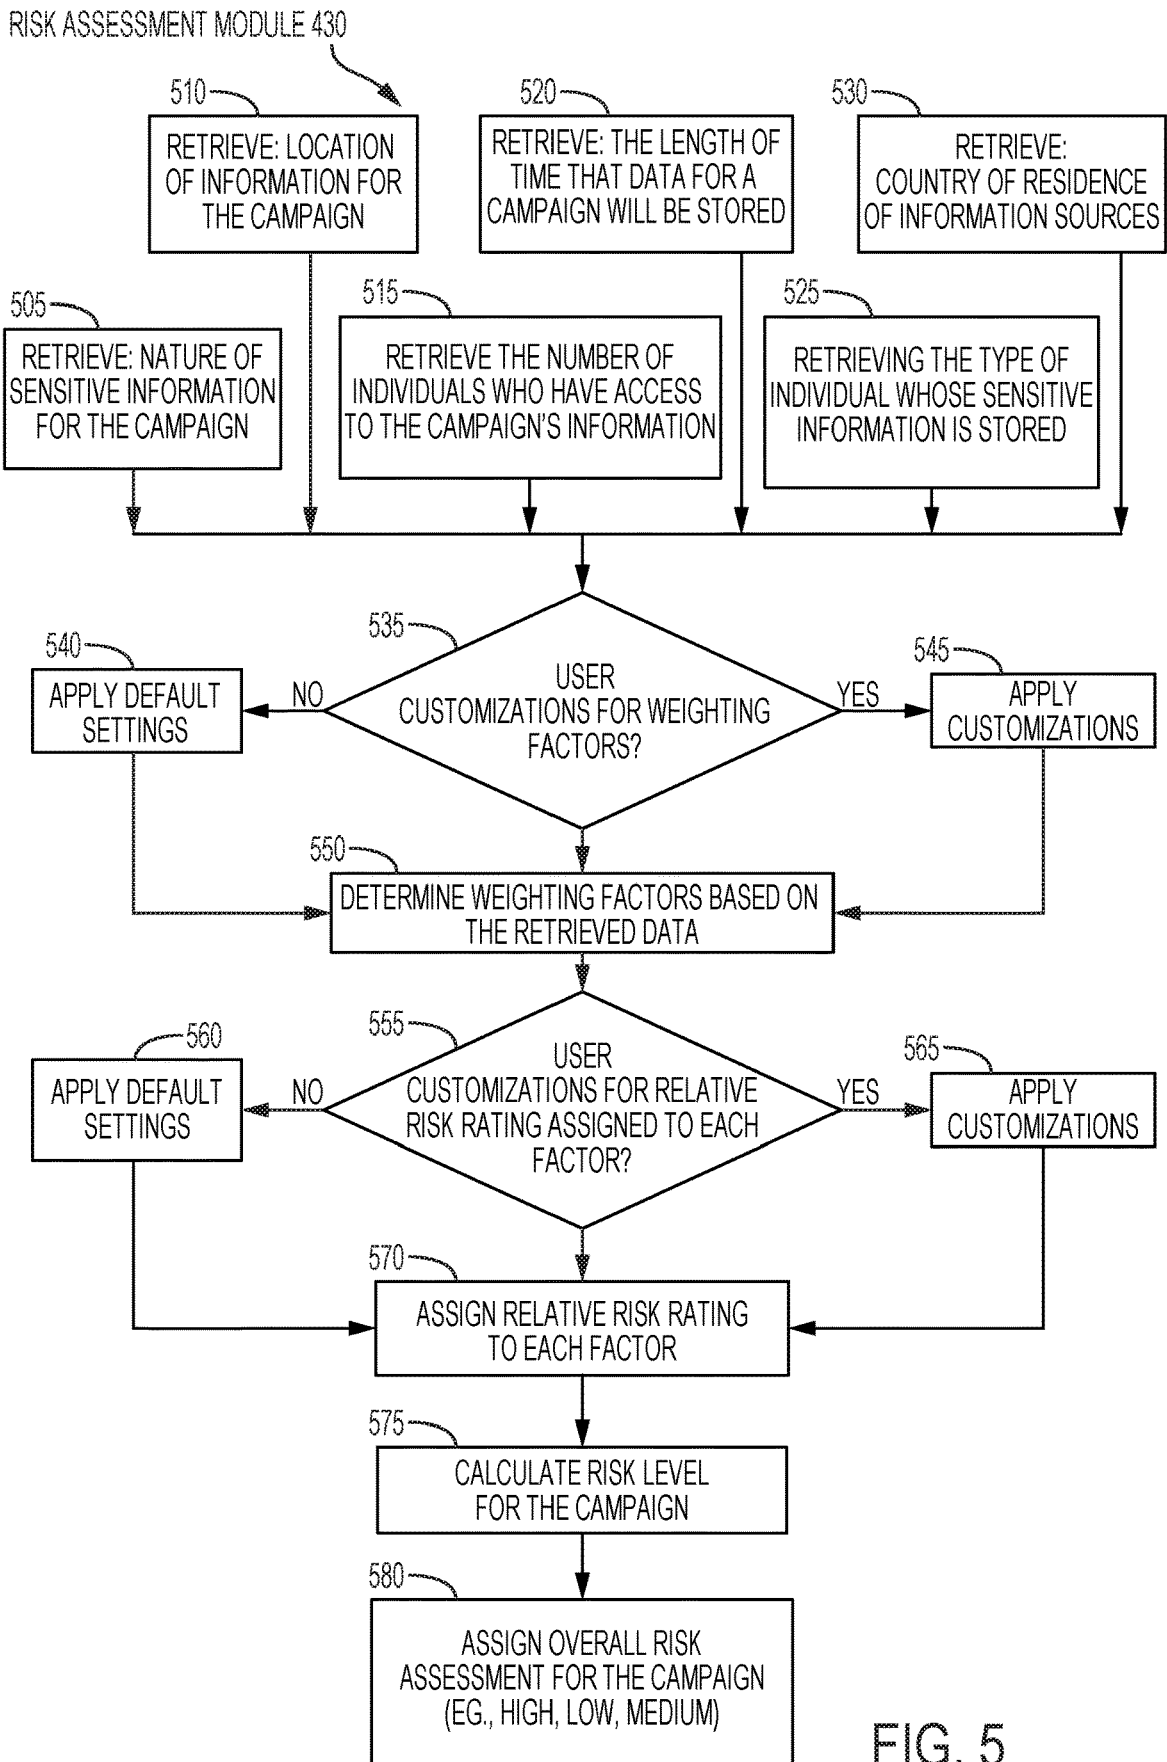 RISK ASSESSMENT MODULE 430
510
RETRIEVE: LOCATION
OF INFORMATION FOR
THE CAMPAIGN
520
RETRIEVE: THE LENGTH OF
TIME THAT DATA FOR A
CAMPAIGN WILL BE STORED
530
RETRIEVE:
COUNTRY OF RESIDENCE
OF INFORMATION SOURCES
505
RETRIEVE: NATURE OF
SENSITIVE INFORMATION
FOR THE CAMPAIGN
515
RETRIEVE THE NUMBER OF
INDIVIDUALS WHO HAVE ACCESS
TO THE CAMPAIGN'S INFORMATION
525
RETRIEVING THE TYPE OF
INDIVIDUAL WHOSE SENSITIVE
INFORMATION IS STORED
535
USER
CUSTOMIZATIONS FOR WEIGHTING
FACTORS?
NO
540
APPLY DEFAULT
SETTINGS
YES
545
APPLY
CUSTOMIZATIONS
550
DETERMINE WEIGHTING FACTORS BASED ON
THE RETRIEVED DATA
555
USER
CUSTOMIZATIONS FOR RELATIVE
RISK RATING ASSIGNED TO EACH
FACTOR?
NO
560
APPLY DEFAULT
SETTINGS
YES
565
APPLY
CUSTOMIZATIONS
570
ASSIGN RELATIVE RISK RATING
TO EACH FACTOR
575
CALCULATE RISK LEVEL
FOR THE CAMPAIGN
580
ASSIGN OVERALL RISK
ASSESSMENT FOR THE CAMPAIGN
(EG., HIGH, LOW, MEDIUM)
FIG. 5